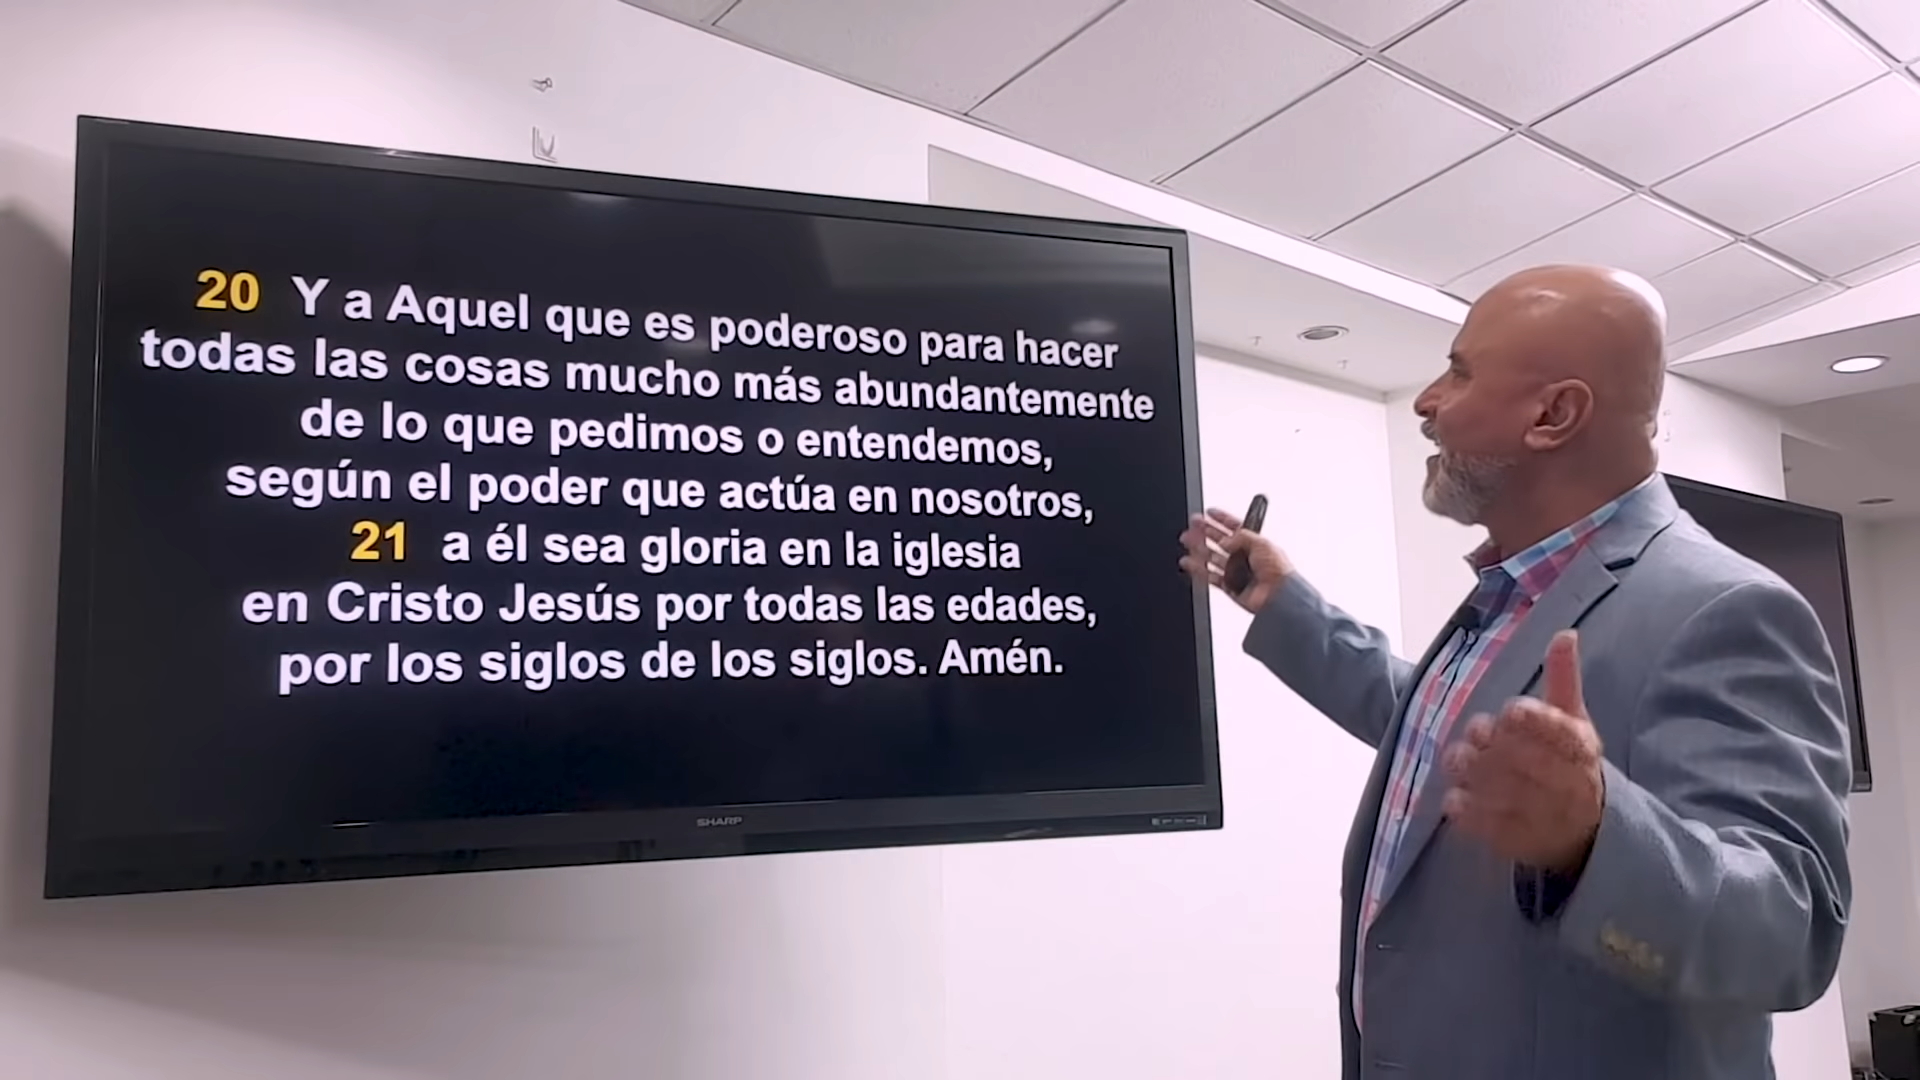 20 Y a Aquel que es poderoso para hacer
todas las cosas mucho más abundantemente
de lo que pedimos o entendemos,
según el poder que actúa en nosotros,
21 a él sea gloria en la iglesia
en Cristo Jesús por todas las edades,
por los siglos de los siglos. Amén.
SHARP